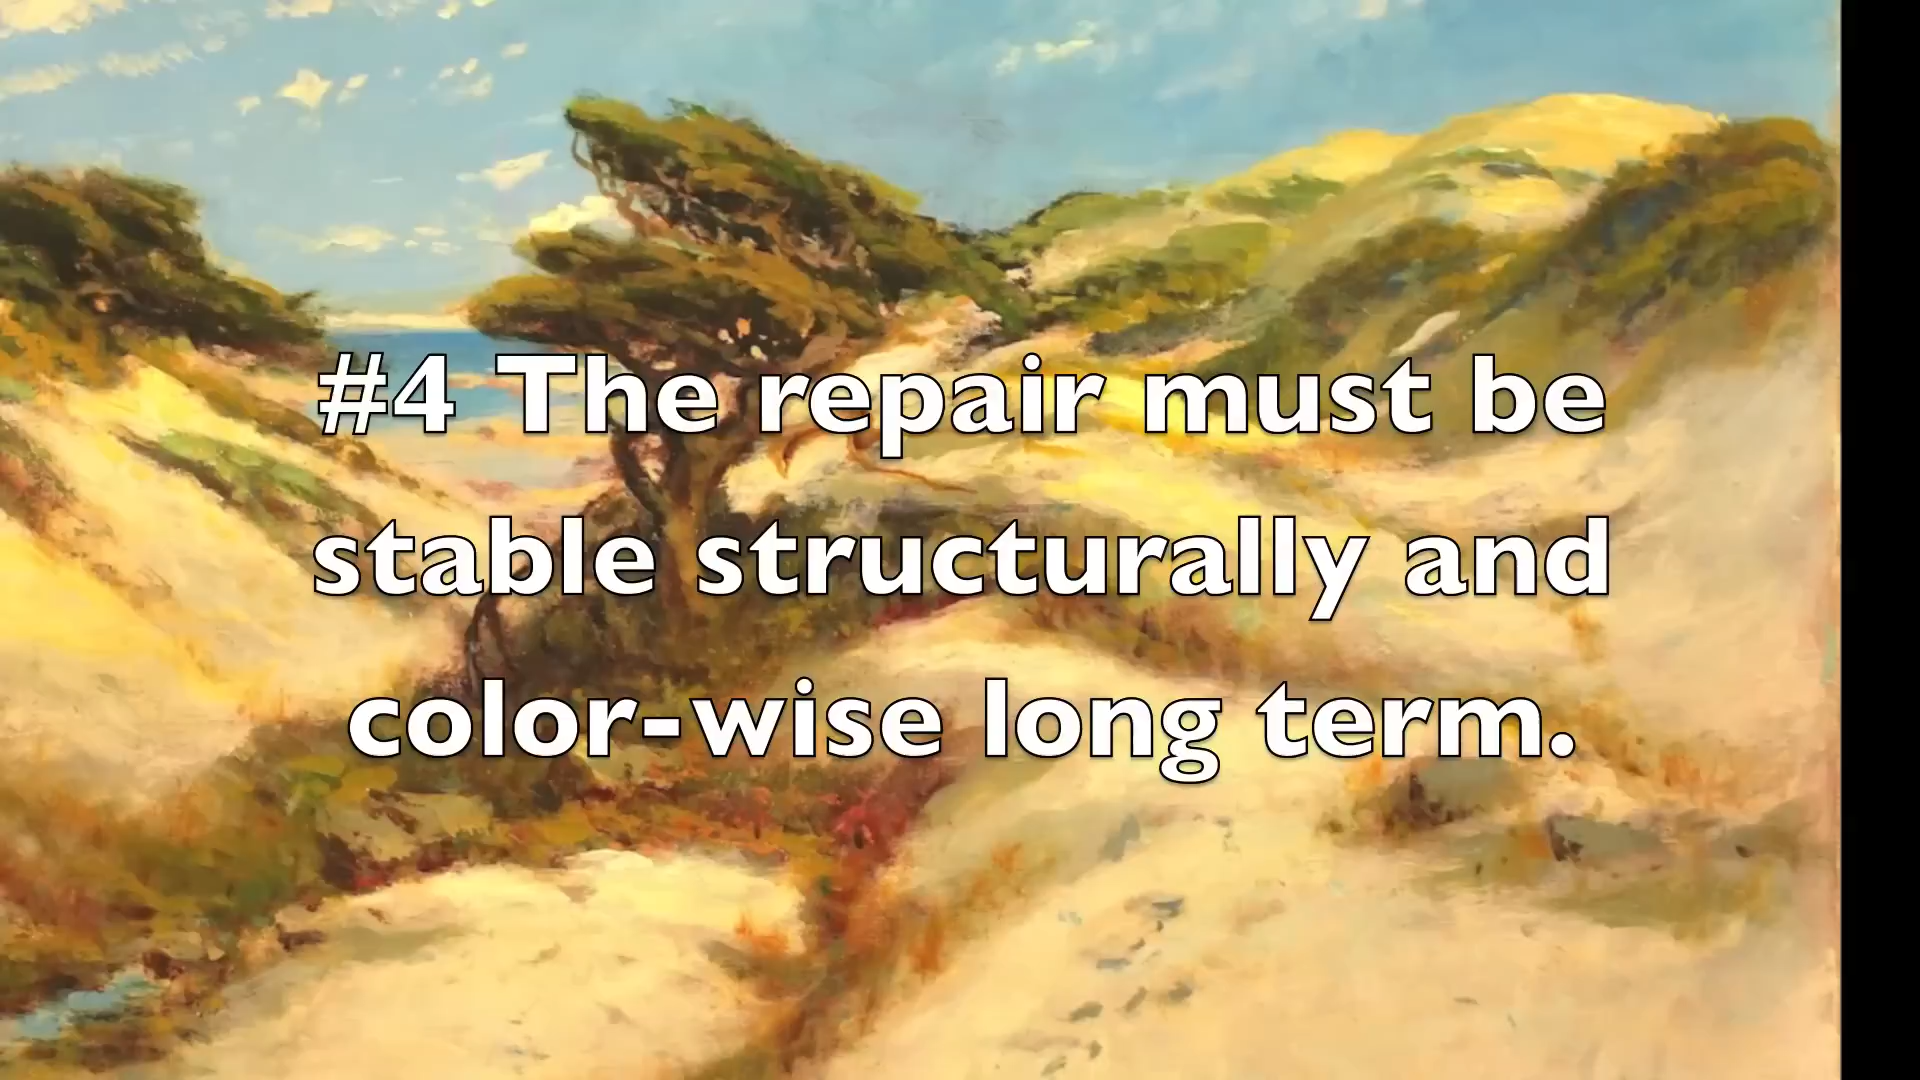 #4 The repair must be
stable structurally and
color-wise long term.